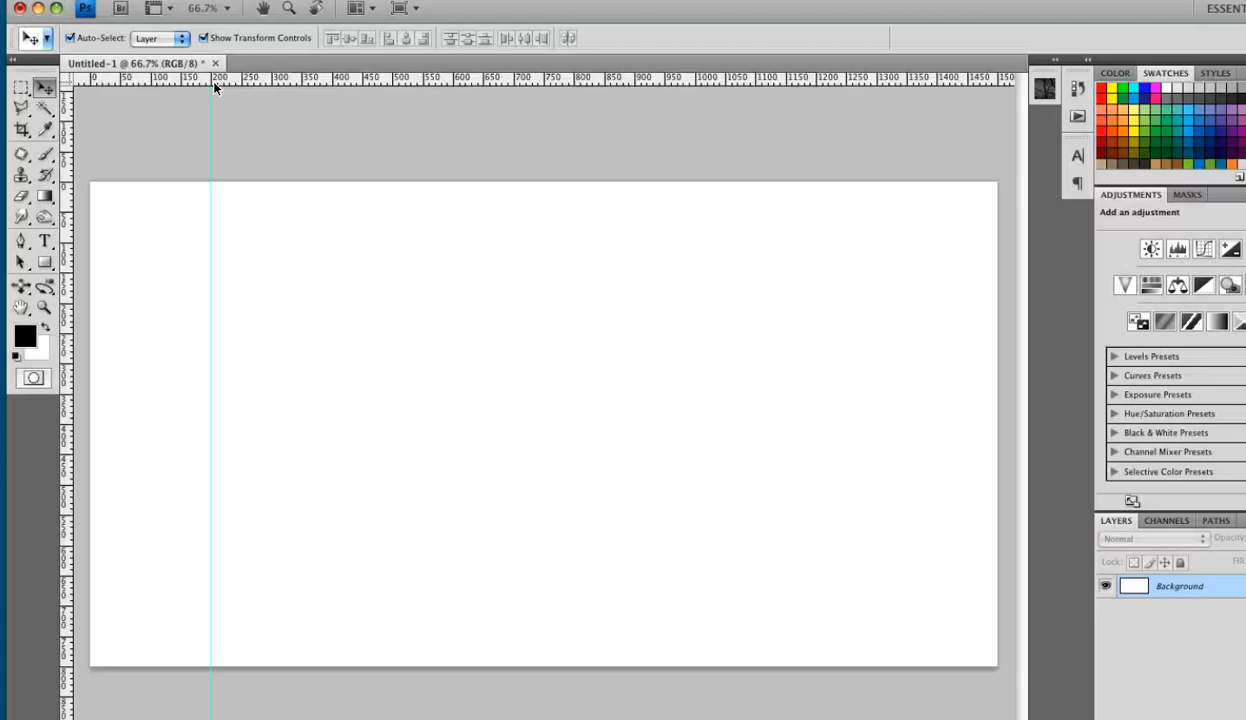 Ps Br 66.7% ESSENT
Auto-Select: Layer Show Transform Controls
Untitled-1 @ 66.7% (RGB/8) * ×
0 50 100 150 200 250 300 350 400 450 500 550 600 650 700 750 800 850 900 950 1000 1050 1100 1150 1200 1250 1300 1350 1400 1450 150
COLOR SWATCHES STYLES
ADJUSTMENTS MASKS
Add an adjustment
Levels Presets
Curves Presets
Exposure Presets
Hue/Saturation Presets
Black & White Presets
Channel Mixer Presets
Selective Color Presets
LAYERS CHANNELS PATHS
Normal Opacity
Lock: Fill:
Background